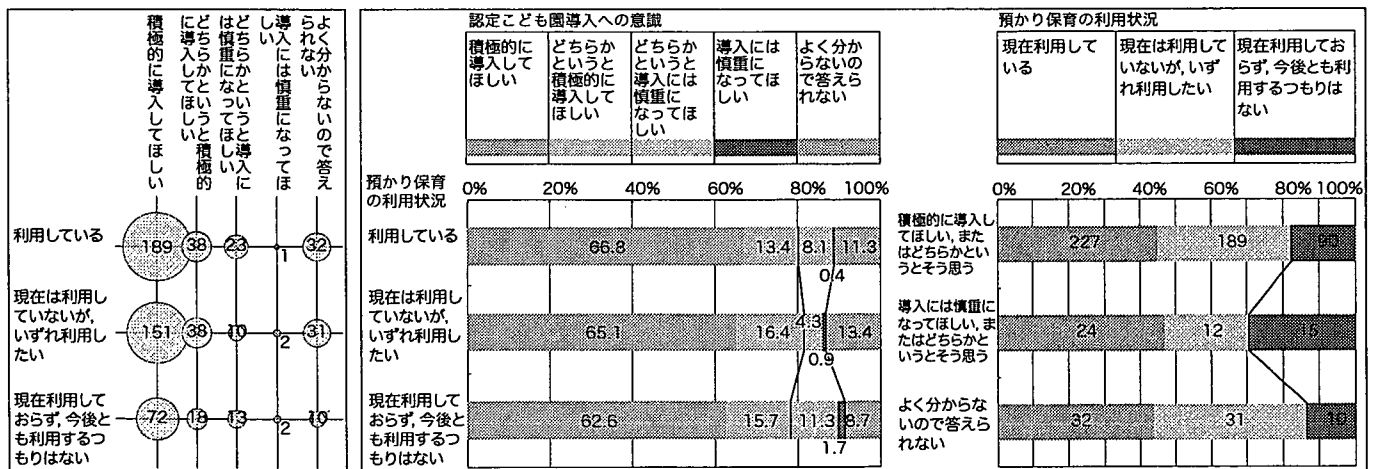 よく分からないので答え
られない
導入には慎重になってほ
しい
どちらかというと導入に
は慎重になってほしい
どちらかというと積極的
に導入してほしい
積極的に導入してほしい
利用している
189
38
23
1
32
現在は利用し
ていないが,
いずれ利用し
たい
151
38
10
2
31
現在利用して
おらず, 今後と
も利用するつ
もりはない
72
18
13
2
10
認定こども園導入への意識
積極的に
導入して
ほしい
どちらか
というと
積極的に
導入して
ほしい
どちらか
というと
導入には
慎重に
なってほ
しい
導入には
慎重に
なってほ
しい
よく分か
らないの
で答えら
れない
預かり保育
の利用状況
0% 20% 40% 60% 80% 100%
利用している
66.8 13.4 8.1 11.3
0.4
現在は利用し
ていないが,
いずれ利用し
たい
65.1 16.4 4.3 13.4
0.9
現在利用して
おらず, 今後と
も利用するつ
もりはない
62.6 15.7 11.3 8.7
1.7
預かり保育の利用状況
現在利用して
いる
現在は利用して
いないが, いず
れ利用したい
現在利用してお
らず, 今後とも利
用するつもりは
ない
0% 20% 40% 60% 80% 100%
積極的に導入し
てほしい, また
はどちらかとい
うとそう思う
227 189 90
導入には慎重に
なってほしい, ま
たはどちらかと
いうとそう思う
24 12 15
よく分からな
いので答えら
れない
32 31 10